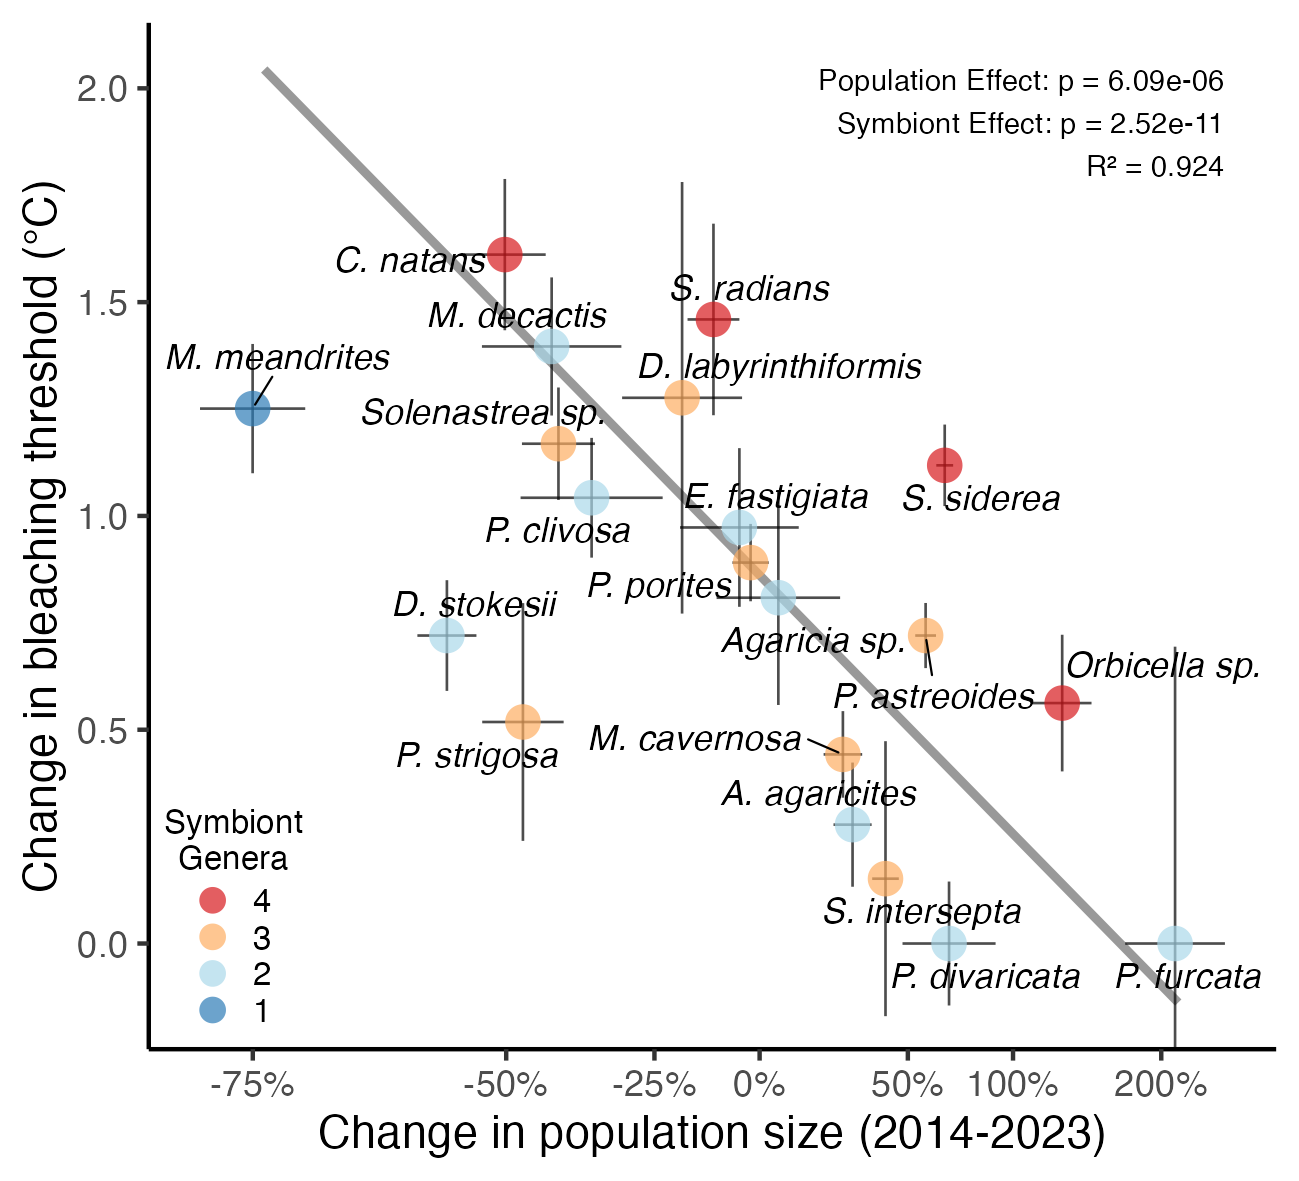 Population Effect: p = 6.09e-06
Symbiont Effect: p = 2.52e-11
R² = 0.924
Change in bleaching threshold (°C)
2.0
1.5
1.0
0.5
0.0
C. natans
S. radians
M. decactis
M. meandrites
D. labyrinthiformis
Solenastrea sp.
E. fastigiata
S. siderea
P. clivosa
P. porites
D. stokesii
Agaricia sp.
Orbicella sp.
P. astreoides
M. cavernosa
P. strigosa
A. agaricites
S. intersepta
P. divaricata
P. furcata
Symbiont
Genera
4
3
2
1
-75%
-50%
-25%
0%
50%
100%
200%
Change in population size (2014-2023)